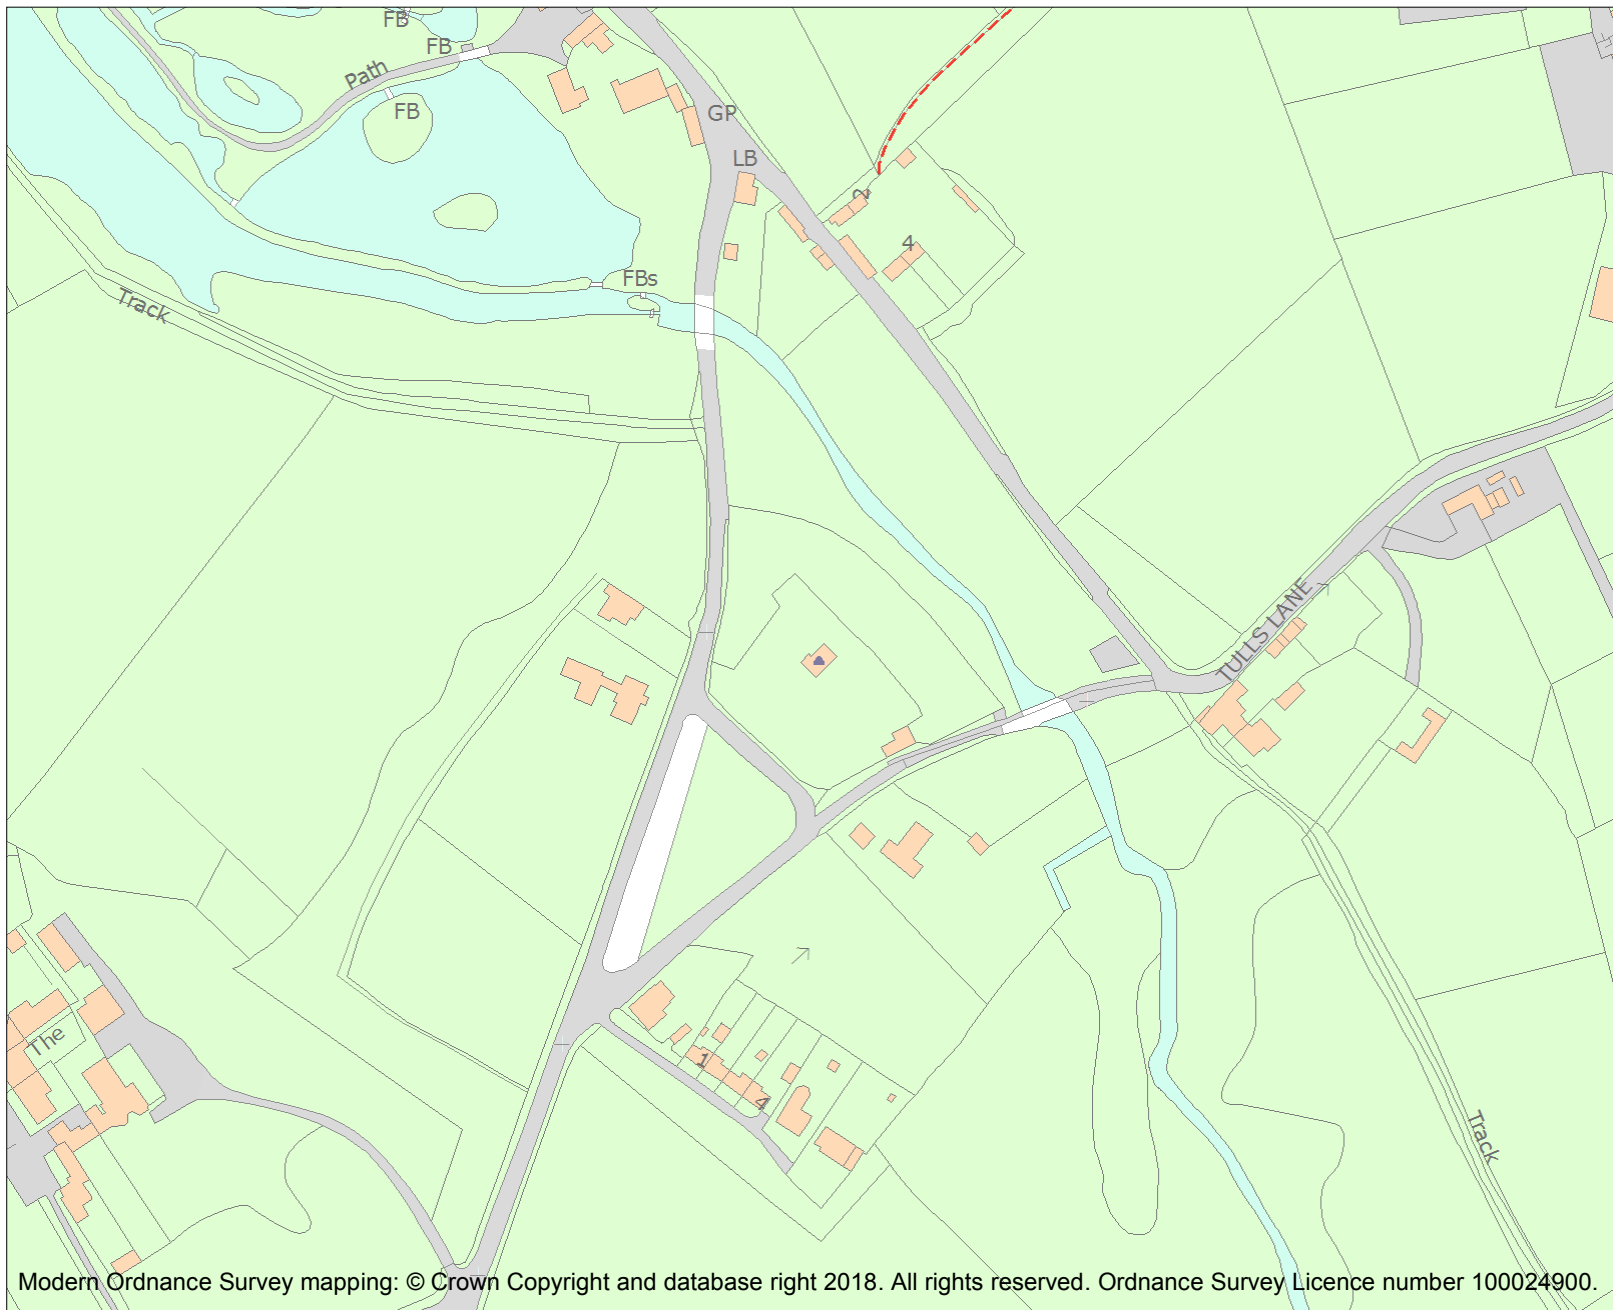 FB
FB
Path
FB
GP
LB
2
4
FBs
Track
TULLS LANE
The
1
4
Track
Modern Ordnance Survey mapping: © Crown Copyright and database right 2018. All rights reserved. Ordnance Survey Licence number 100024900.